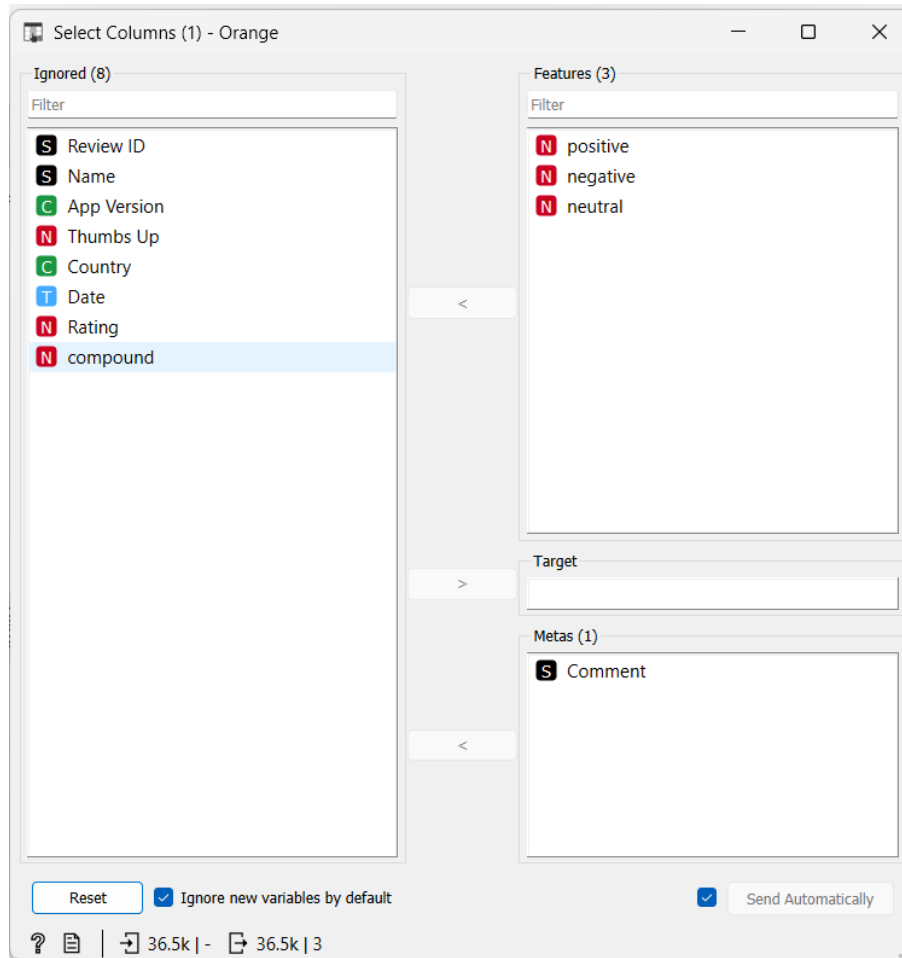 Select Columns (1) - Orange
Ignored (8)
Filter
S Review ID
S Name
C App Version
N Thumbs Up
C Country
T Date
N Rating
N compound
<
>
<
Features (3)
Filter
N positive
N negative
N neutral
Target
Metas (1)
S Comment
Reset
Ignore new variables by default
Send Automatically
? 36.5k | - 36.5k | 3